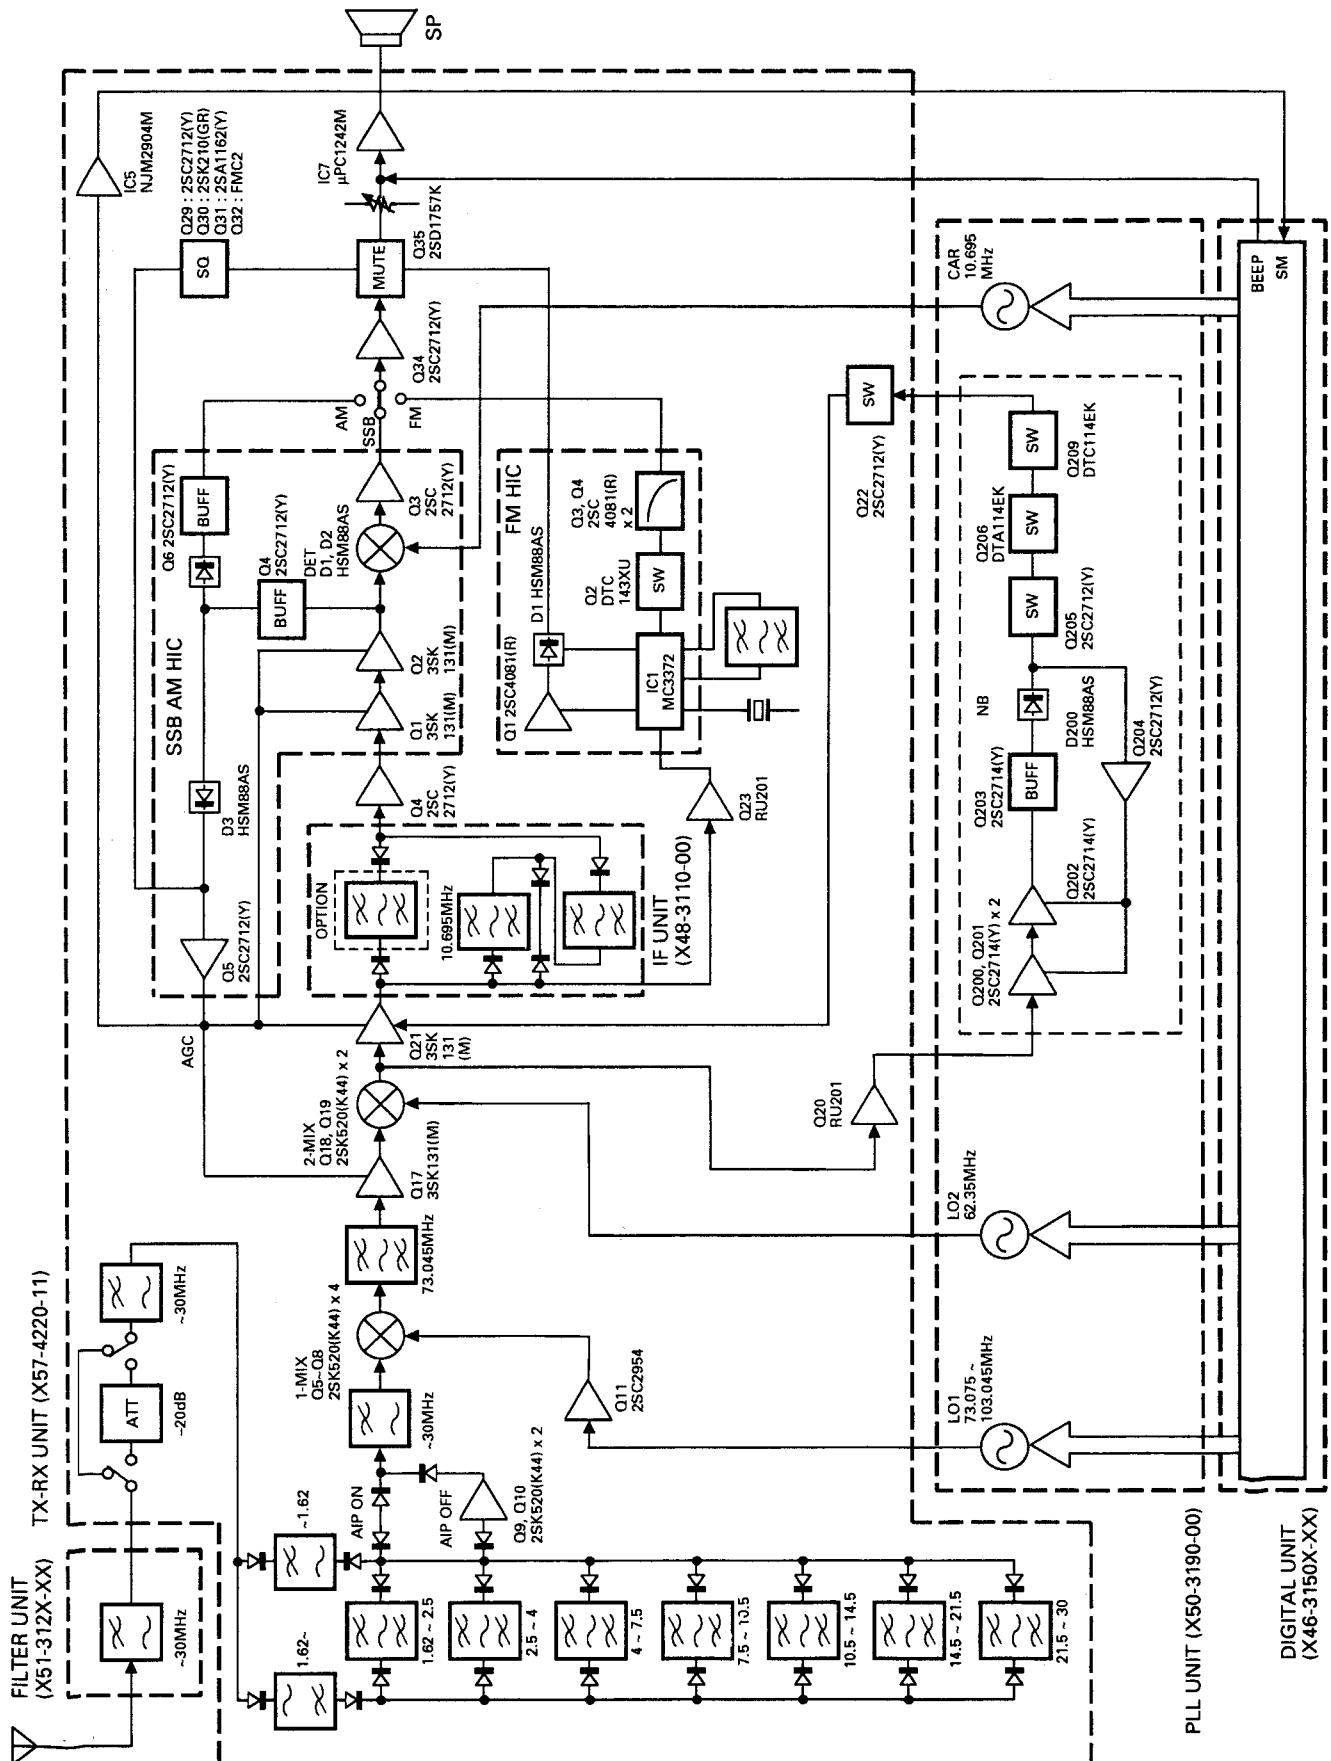 FILTER UNIT
(X51-312X-XX)
~30MHz
TX-RX UNIT (X57-4220-11)
ATT
-20dB
~30MHz
~1.62
1.62~
1.62 ~ 2.5
2.5 ~ 4
4 ~ 7.5
7.5 ~ 10.5
10.5 ~ 14.5
14.5 ~ 21.5
21.5 ~ 30
AIP ON
AIP OFF
Q9, Q10
2SK520(K44) x 2
~30MHz
1-MIX
Q5~Q8
2SK520(K44) x 4
Q11
2SC2954
73.045MHz
Q17
3SK131(M)
2-MIX
Q18, Q19
2SK520(K44) x 2
AGC
Q21
3SK
131
(M)
Q20
RU201
OPTION
10.695MHz
IF UNIT
(X48-3110-00)
Q4
2SC
2712(Y)
Q23
RU201
SSB AM HIC
Q5
2SC2712(Y)
D3
HSM88AS
Q1
3SK
131(M)
Q2
3SK
131(M)
BUFF
Q4
2SC2712(Y)
DET
D1, D2
HSM88AS
Q6 2SC2712(Y)
BUFF
Q3
2SC
2712(Y)
FM HIC
Q1 2SC4081(R)
D1 HSM88AS
IC1
MC3372
SW
Q2
DTC
143XU
Q3, Q4
2SC
4081(R)
x 2
AM
SSB
FM
Q34
2SC2712(Y)
MUTE
Q35
2SD1757K
SQ
Q29 : 2SC2712(Y)
Q30 : 2SK210(GR)
Q31 : 2SA1162(Y)
Q32 : FMC2
IC5
NJM2904M
IC7
µPC1242M
SP
SW
Q22
2SC2712(Y)
Q200, Q201
2SC2714(Y) x 2
Q202
2SC2714(Y)
Q203
2SC2714(Y)
BUFF
NB
D200
HSM88AS
Q204
2SC2712(Y)
SW
Q205
2SC2712(Y)
SW
Q206
DTA114EK
SW
Q209
DTC114EK
LO1
73.075 ~
103.045MHz
LO2
62.35MHz
CAR
10.695
MHz
PLL UNIT (X50-3190-00)
BEEP
SM
DIGITAL UNIT
(X46-3150X-XX)